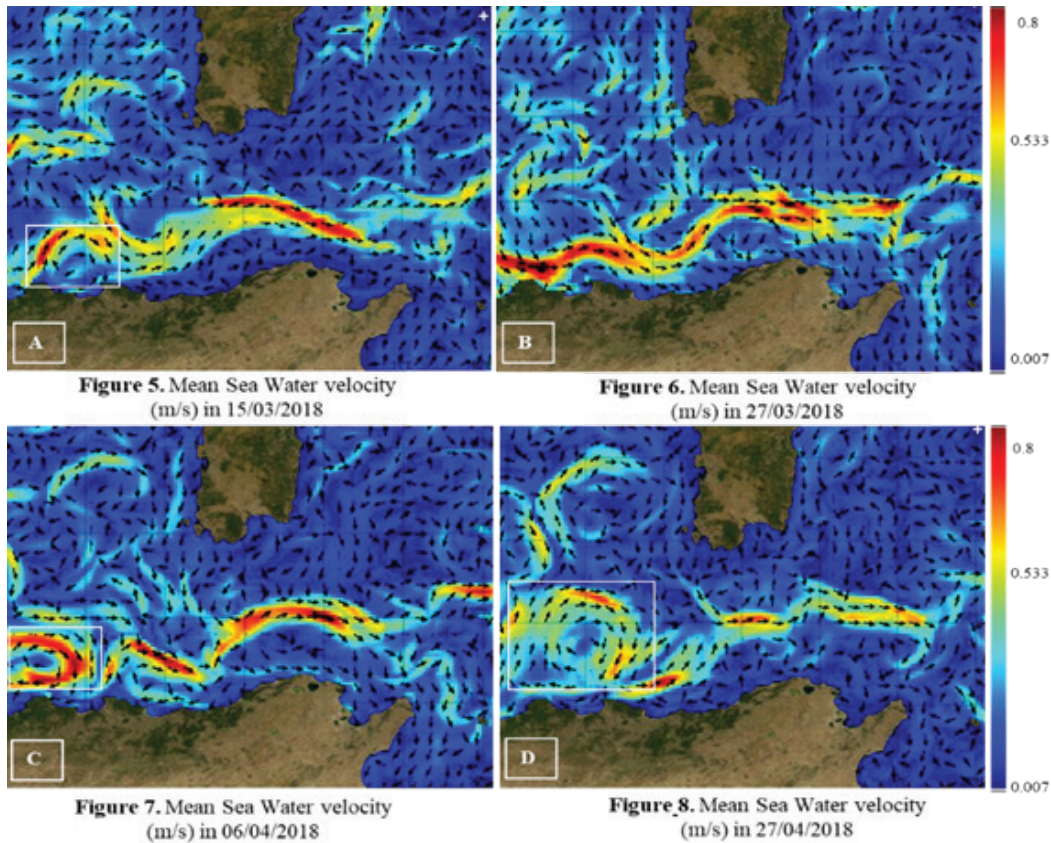 A
B
0.8
0.533
0.007
Figure 5. Mean Sea Water velocity
(m/s) in 15/03/2018
Figure 6. Mean Sea Water velocity
(m/s) in 27/03/2018
C
D
0.8
0.533
0.007
Figure 7. Mean Sea Water velocity
(m/s) in 06/04/2018
Figure_8. Mean Sea Water velocity
(m/s) in 27/04/2018